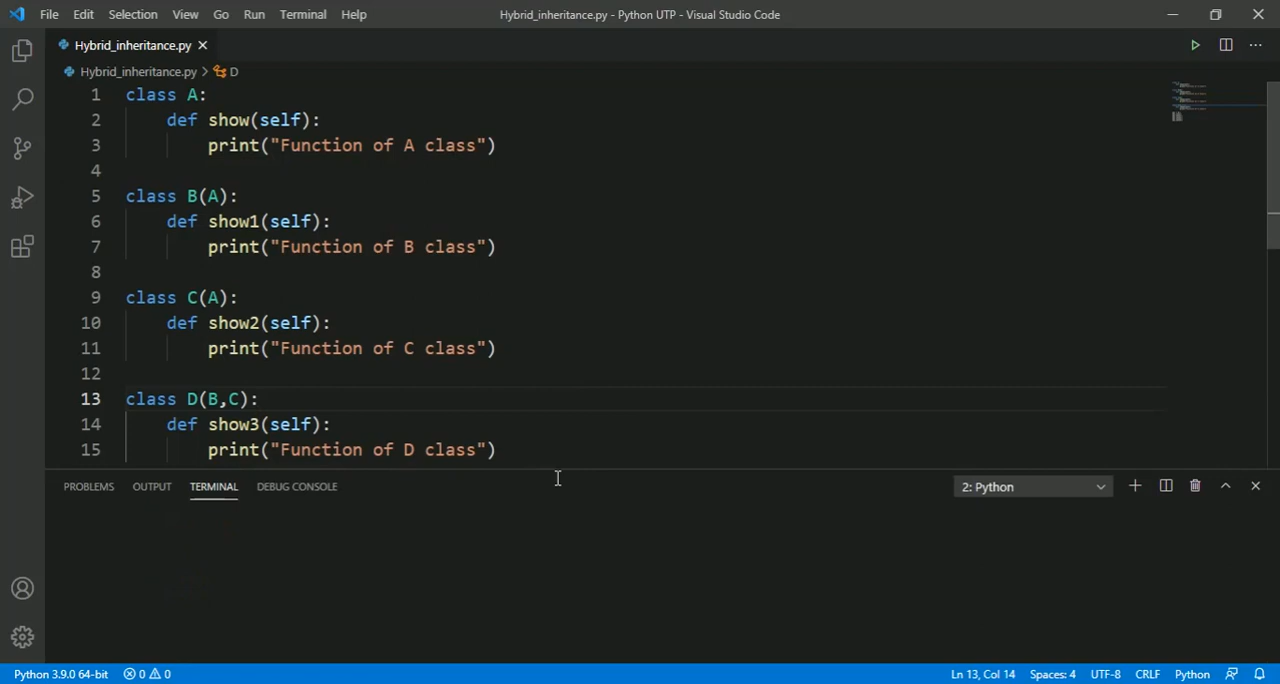 File Edit Selection View Go Run Terminal Help Hybrid_inheritance.py - Python UTP - Visual Studio Code
Hybrid_inheritance.py
Hybrid_inheritance.py > D
1 class A:
2     def show(self):
3         print("Function of A class")
4
5 class B(A):
6     def show1(self):
7         print("Function of B class")
8
9 class C(A):
10     def show2(self):
11         print("Function of C class")
12
13 class D(B,C):
14     def show3(self):
15         print("Function of D class")
PROBLEMS OUTPUT TERMINAL DEBUG CONSOLE 2: Python
Python 3.9.0 64-bit 0 0 Ln 13, Col 14 Spaces: 4 UTF-8 CRLF Python